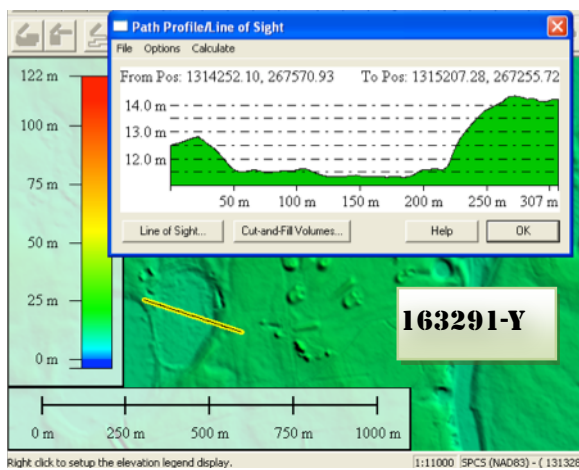 Path Profile/Line of Sight
File Options Calculate
From Pos: 1314252.10, 267570.93 To Pos: 1315207.28, 267255.72
14.0 m
13.0 m
12.0 m
50 m 100 m 150 m 200 m 250 m 307 m
Line of Sight... Cut-and-Fill Volumes... Help OK
122 m
100 m
75 m
50 m
25 m
0 m
163291-Y
0 m 250 m 500 m 750 m 1000 m
Right click to setup the elevation legend display. 1:11000 SPCS (NAD83) - ( 131328